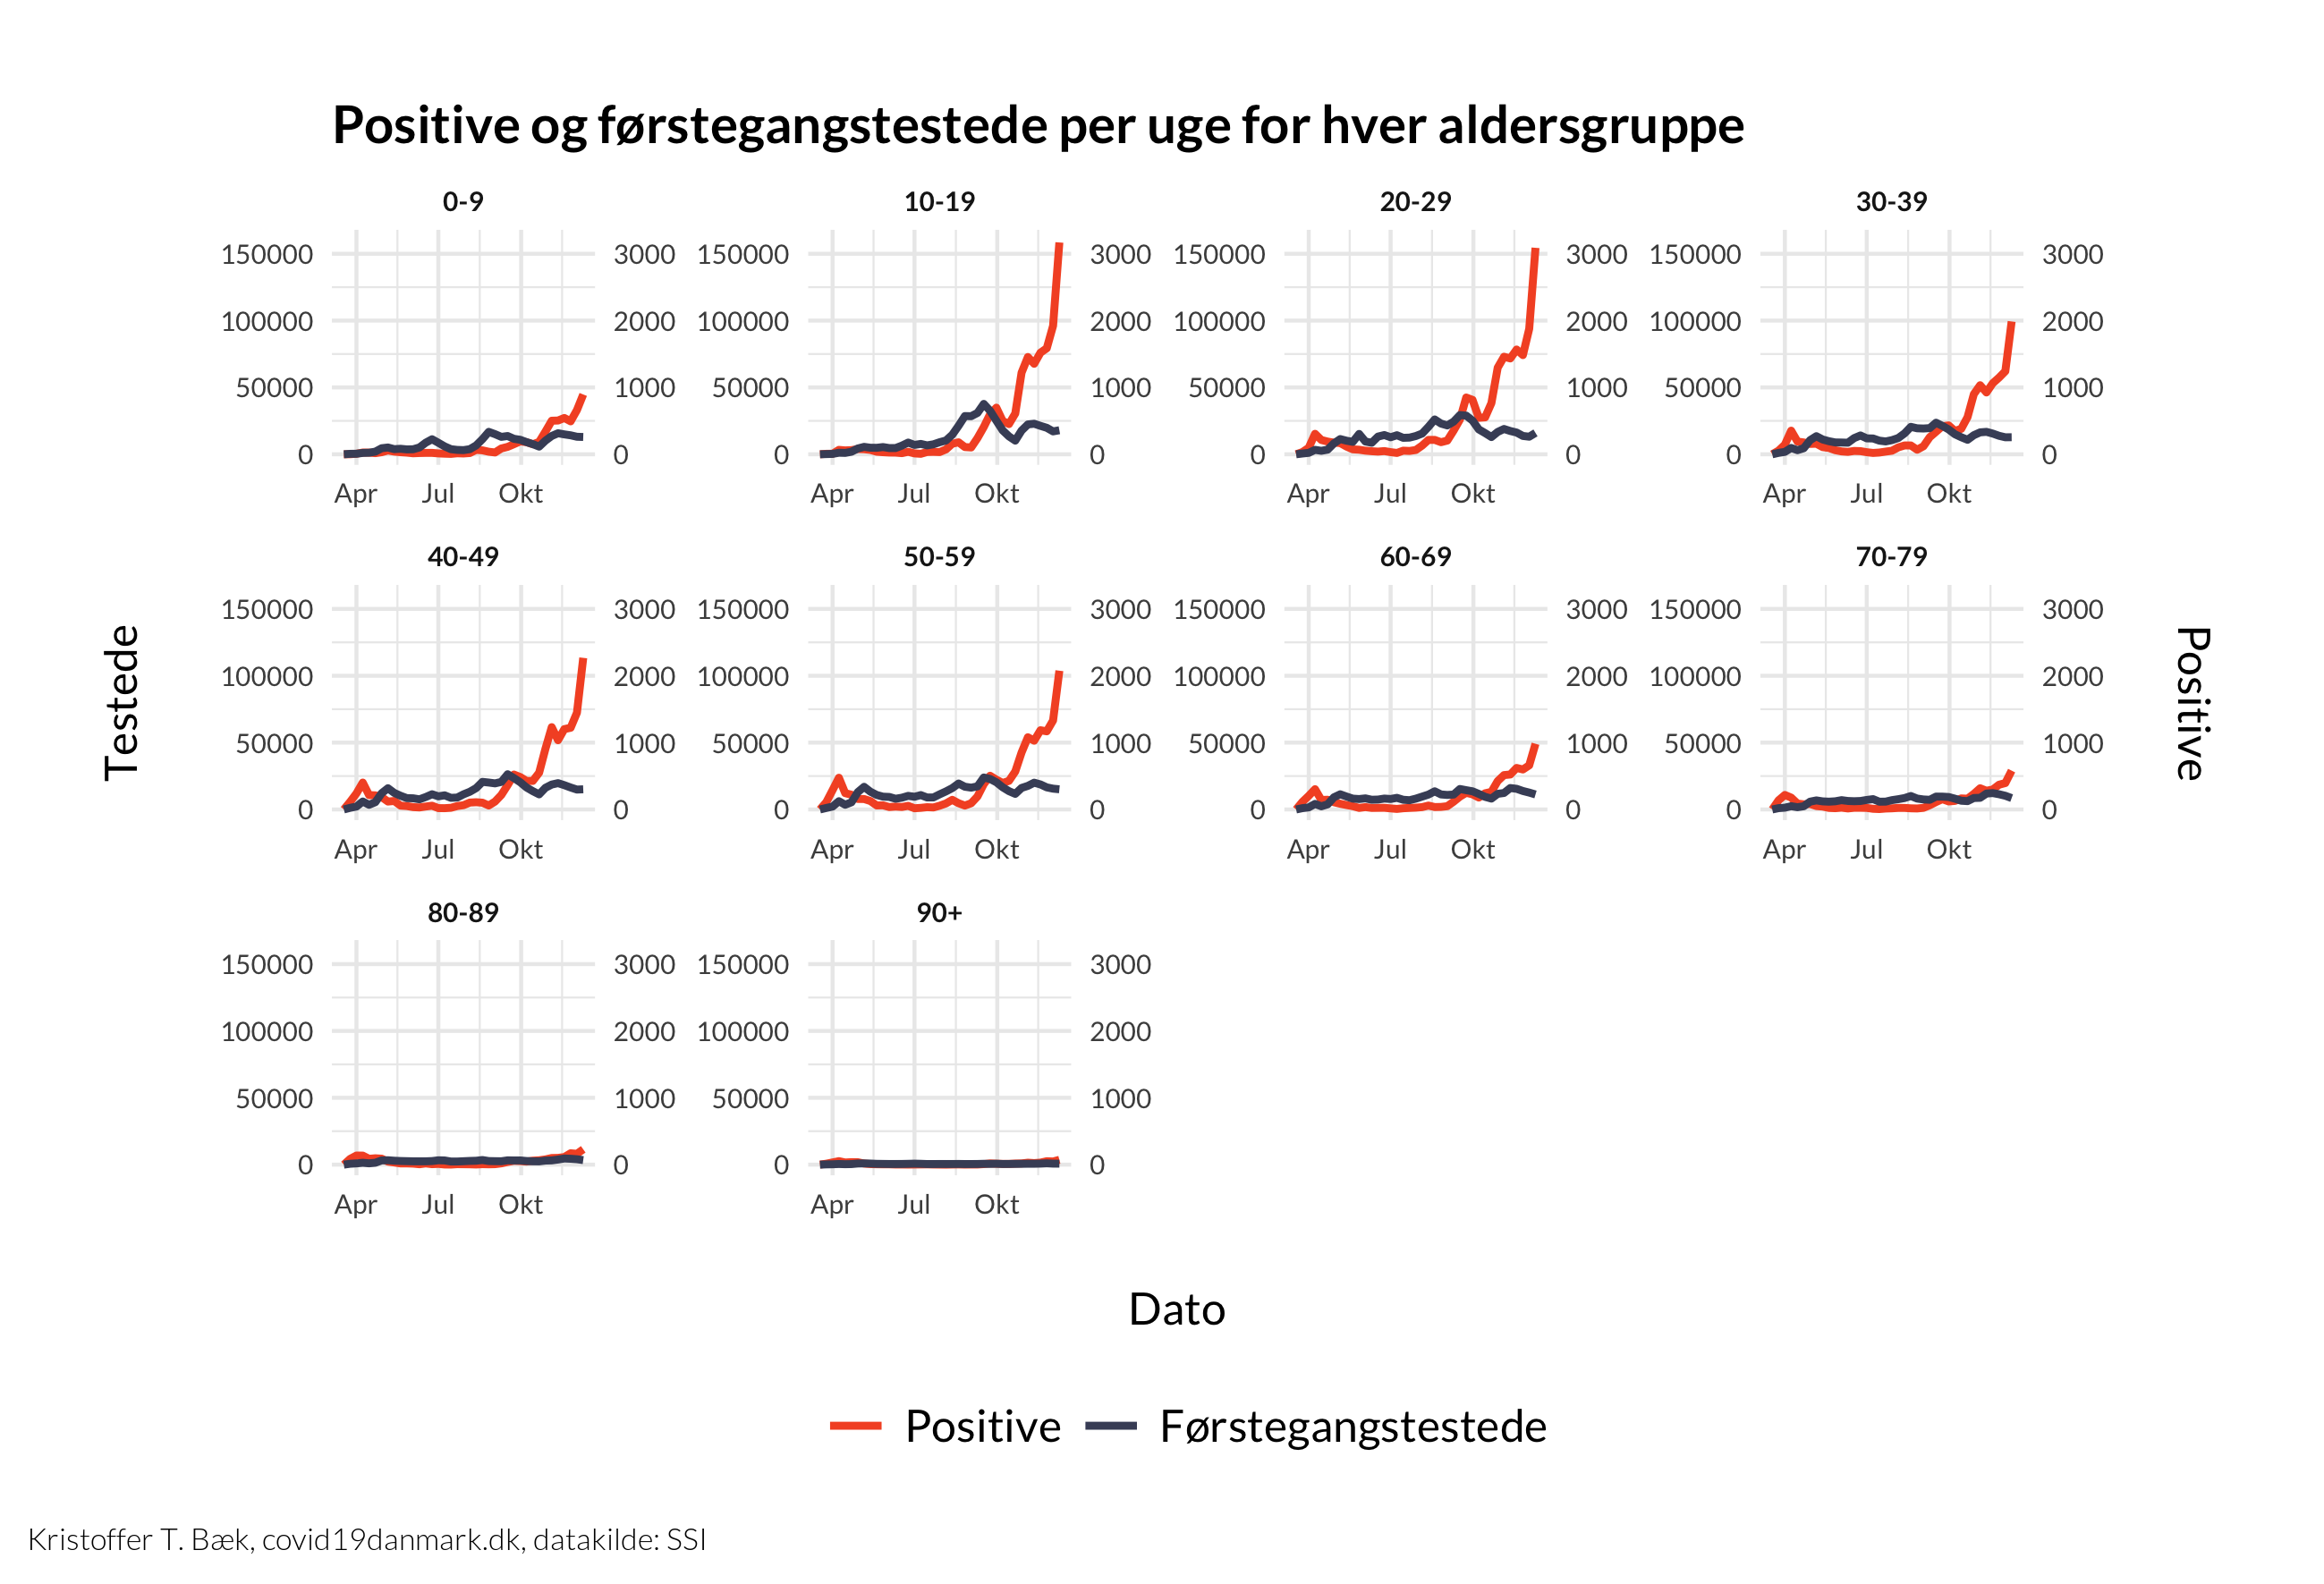 Positive og førstegangstestede per uge for hver aldersgruppe
0-9 10-19 20-29 30-39
150000 3000 150000 3000 150000 3000 150000 3000
100000 2000 100000 2000 100000 2000 100000 2000
50000 1000 50000 1000 50000 1000 50000 1000
0 0 0 0 0 0 0 0
Apr Jul Okt Apr Jul Okt Apr Jul Okt Apr Jul Okt
40-49 50-59 60-69 70-79
150000 3000 150000 3000 150000 3000 150000 3000
100000 2000 100000 2000 100000 2000 100000 2000
50000 1000 50000 1000 50000 1000 50000 1000
0 0 0 0 0 0 0 0
Apr Jul Okt Apr Jul Okt Apr Jul Okt Apr Jul Okt
Testede
Positive
80-89 90+
150000 3000 150000 3000
100000 2000 100000 2000
50000 1000 50000 1000
0 0 0 0
Apr Jul Okt Apr Jul Okt
Dato
Positive Førstegangstestede
Kristoffer T. Bæk, covid19danmark.dk, datakilde: SSI